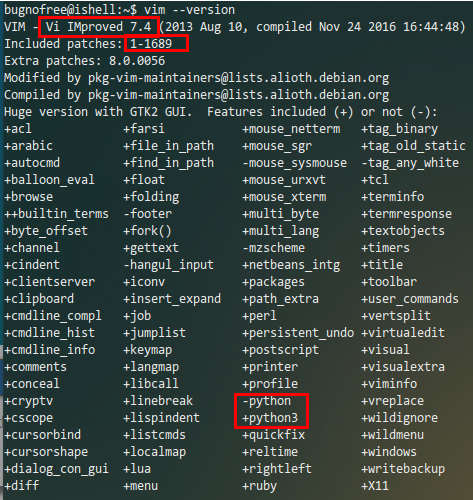 bugnofree@ishell:~$ vim --version
VIM - Vi IMproved 7.4 (2013 Aug 10, compiled Nov 24 2016 16:44:48)
Included patches: 1-1689
Extra patches: 8.0.0056
Modified by pkg-vim-maintainers@lists.alioth.debian.org
Compiled by pkg-vim-maintainers@lists.alioth.debian.org
Huge version with GTK2 GUI.  Features included (+) or not (-):
+acl +farsi +mouse_netterm +tag_binary
+arabic +file_in_path +mouse_sgr +tag_old_static
+autocmd +find_in_path -mouse_sysmouse -tag_any_white
+balloon_eval +float +mouse_urxvt +tcl
+browse +folding +mouse_xterm +terminfo
++builtin_terms -footer +multi_byte +termresponse
+byte_offset +fork() +multi_lang +textobjects
+channel +gettext -mzscheme +timers
+cindent -hangul_input +netbeans_intg +title
+clientserver +iconv +packages +toolbar
+clipboard +insert_expand +path_extra +user_commands
+cmdline_compl +job +perl +vertsplit
+cmdline_hist +jumplist +persistent_undo +virtualedit
+cmdline_info +keymap +postscript +visual
+comments +langmap +printer +visualextra
+conceal +libcall +profile +viminfo
+cryptv +linebreak -python +vreplace
+cscope +lispindent +python3 +wildignore
+cursorbind +listcmds +quickfix +wildmenu
+cursorshape +localmap +reltime +windows
+dialog_con_gui +lua +rightleft +writebackup
+diff +menu +ruby +X11